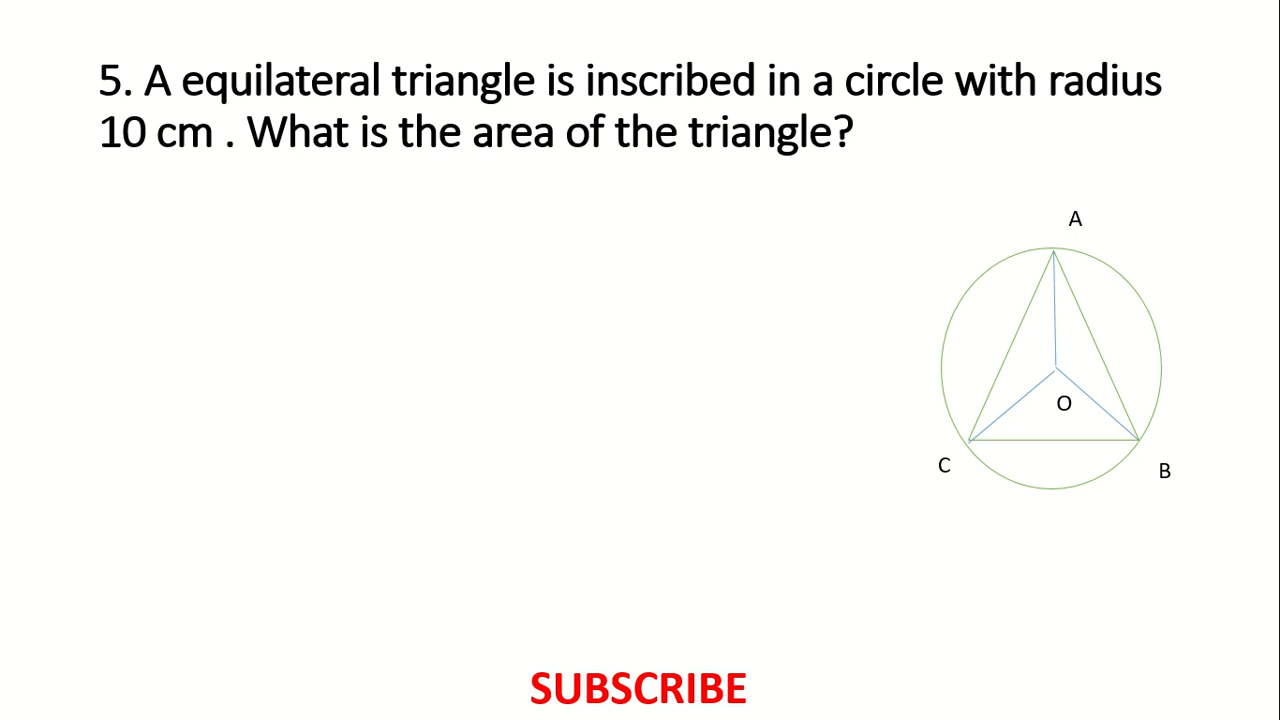 5. A equilateral triangle is inscribed in a circle with radius
10 cm . What is the area of the triangle?
A
O
C
B
SUBSCRIBE